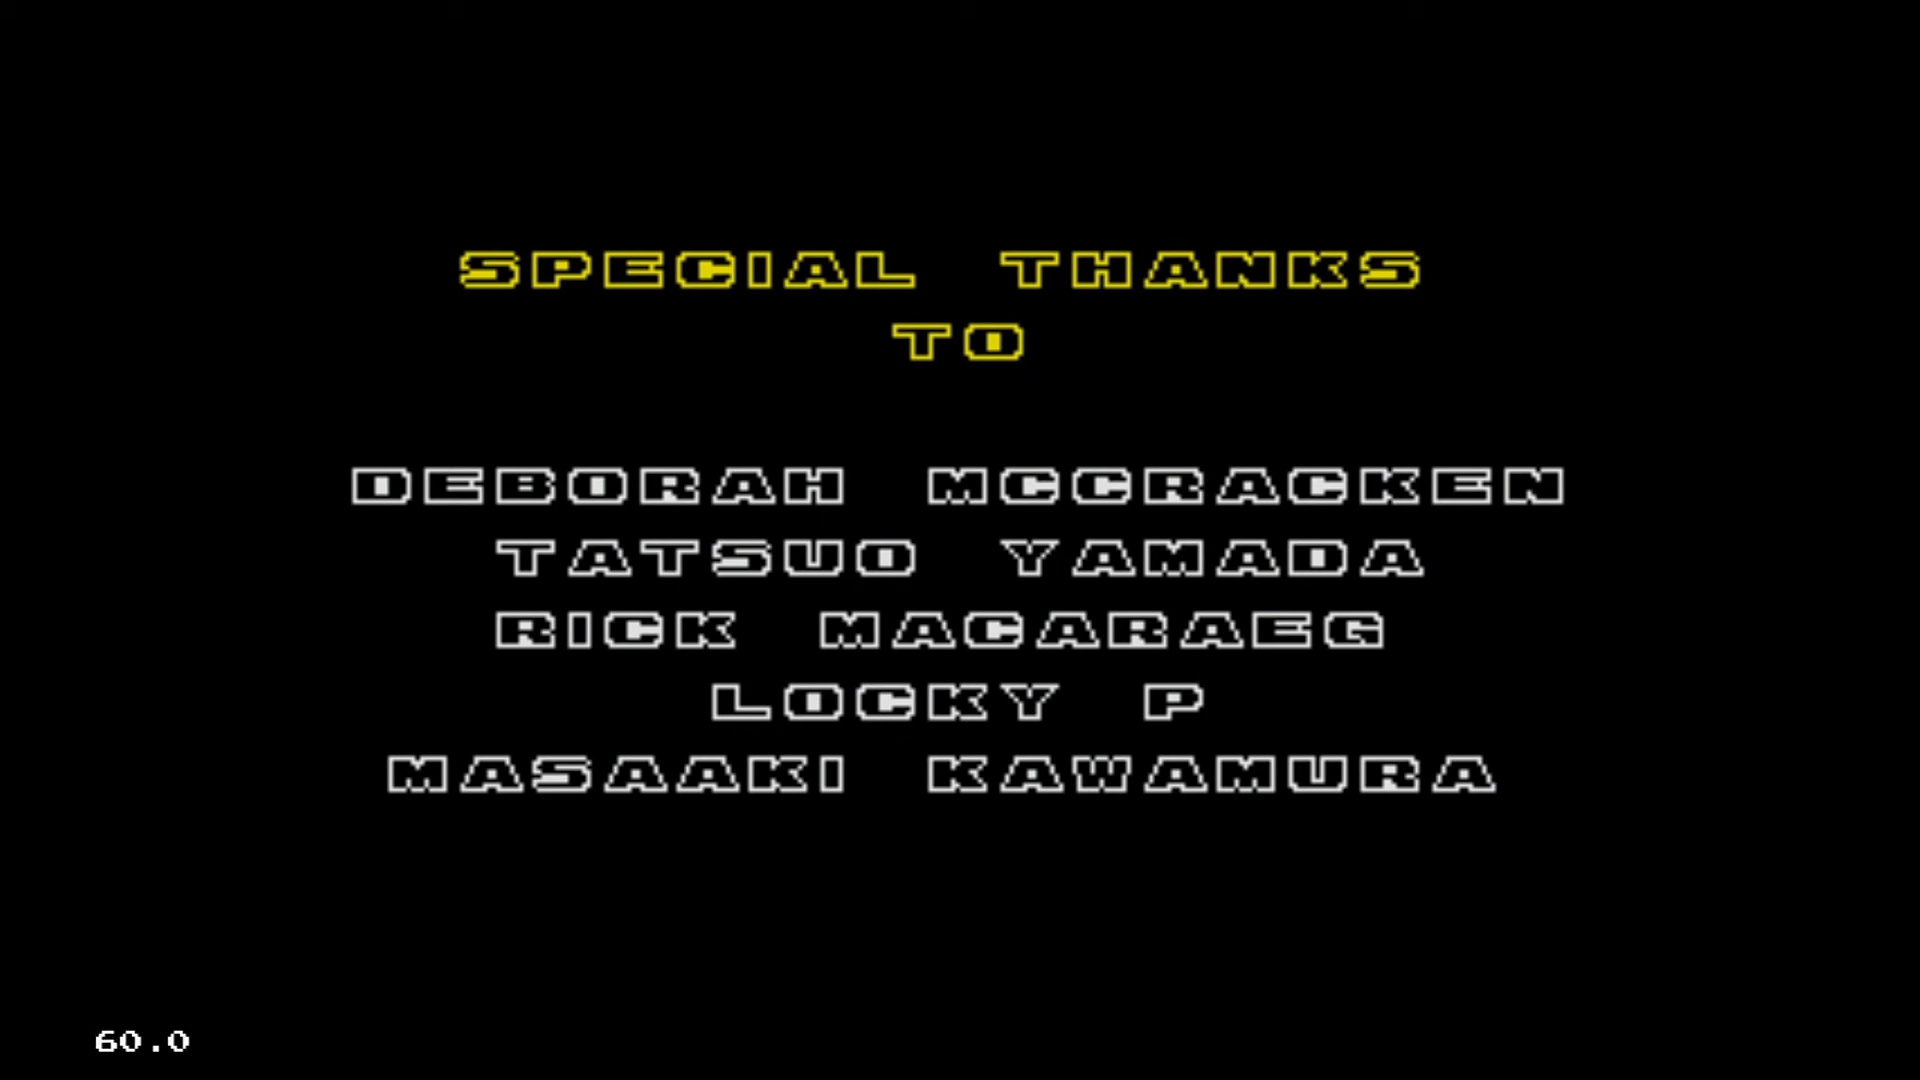 SPECIAL THANKS
TO
DEBORAH MCCRACKEN
TATSUO YAMADA
RICK MACARAEG
LOCKY P
MASAAKI KAWAMURA
60.0